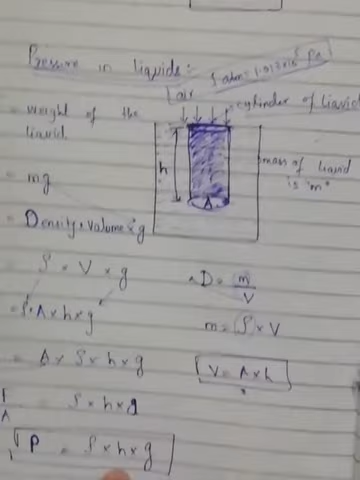 Pressure in liquids:-
1 atm = 1.013×10⁵ Pa
air
cylinder of liquid
= weight of the
liquid
h
A
mass of liquid
is "m"
= mg
= Density × volume × g
ρ × V × g
∴ D = m/V
= ρ × A × h × g
m = ρ × V
= A × ρ × h × g
V = A × h
F/A = ρ × h × g
P = ρ × h × g